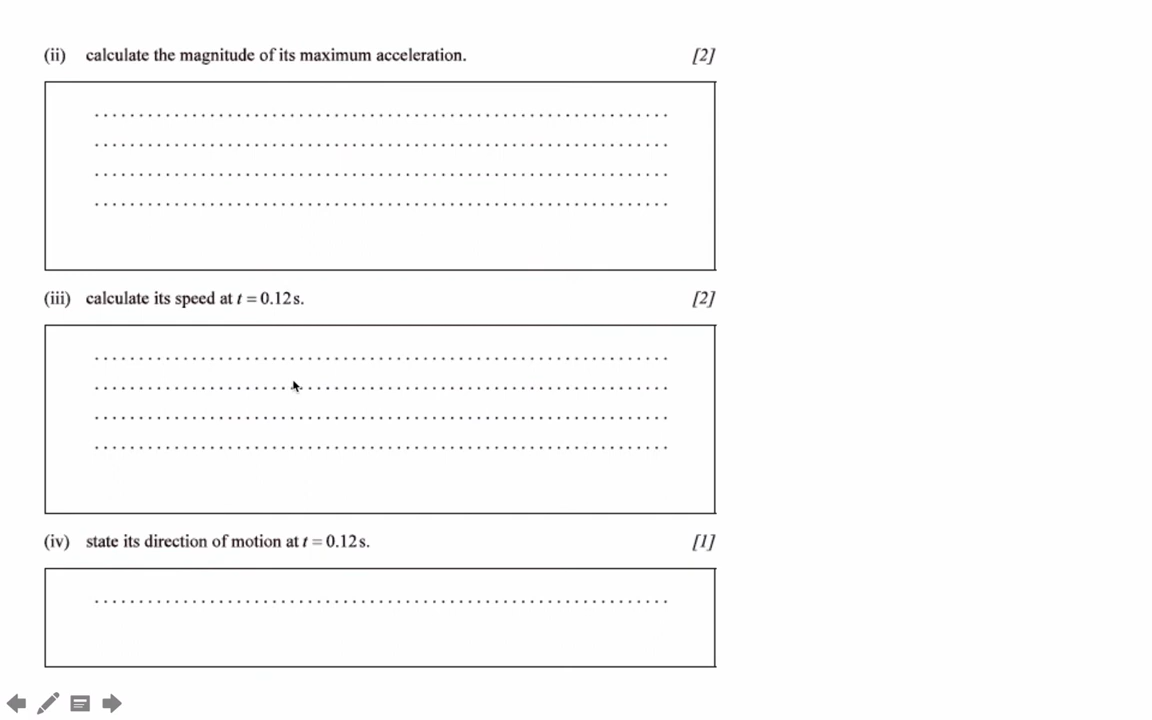 (ii) calculate the magnitude of its maximum acceleration. [2]
(iii) calculate its speed at t = 0.12 s. [2]
(iv) state its direction of motion at t = 0.12 s. [1]